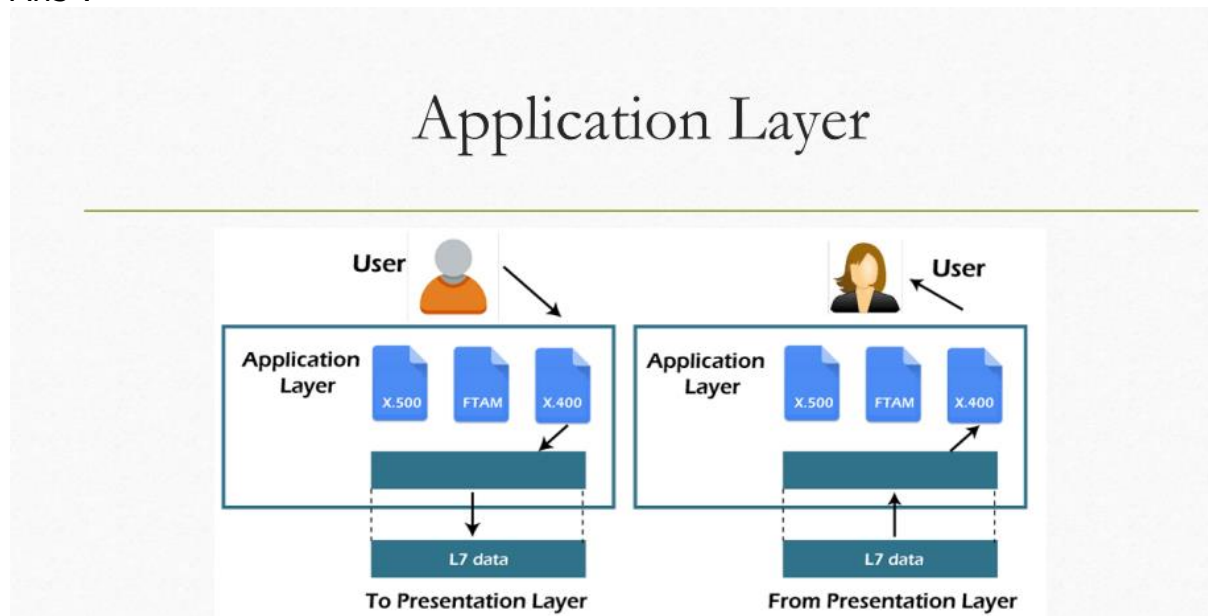 Application Layer
User
Application
Layer
X.500 FTAM X.400
L7 data
To Presentation Layer
User
Application
Layer
X.500 FTAM X.400
L7 data
From Presentation Layer